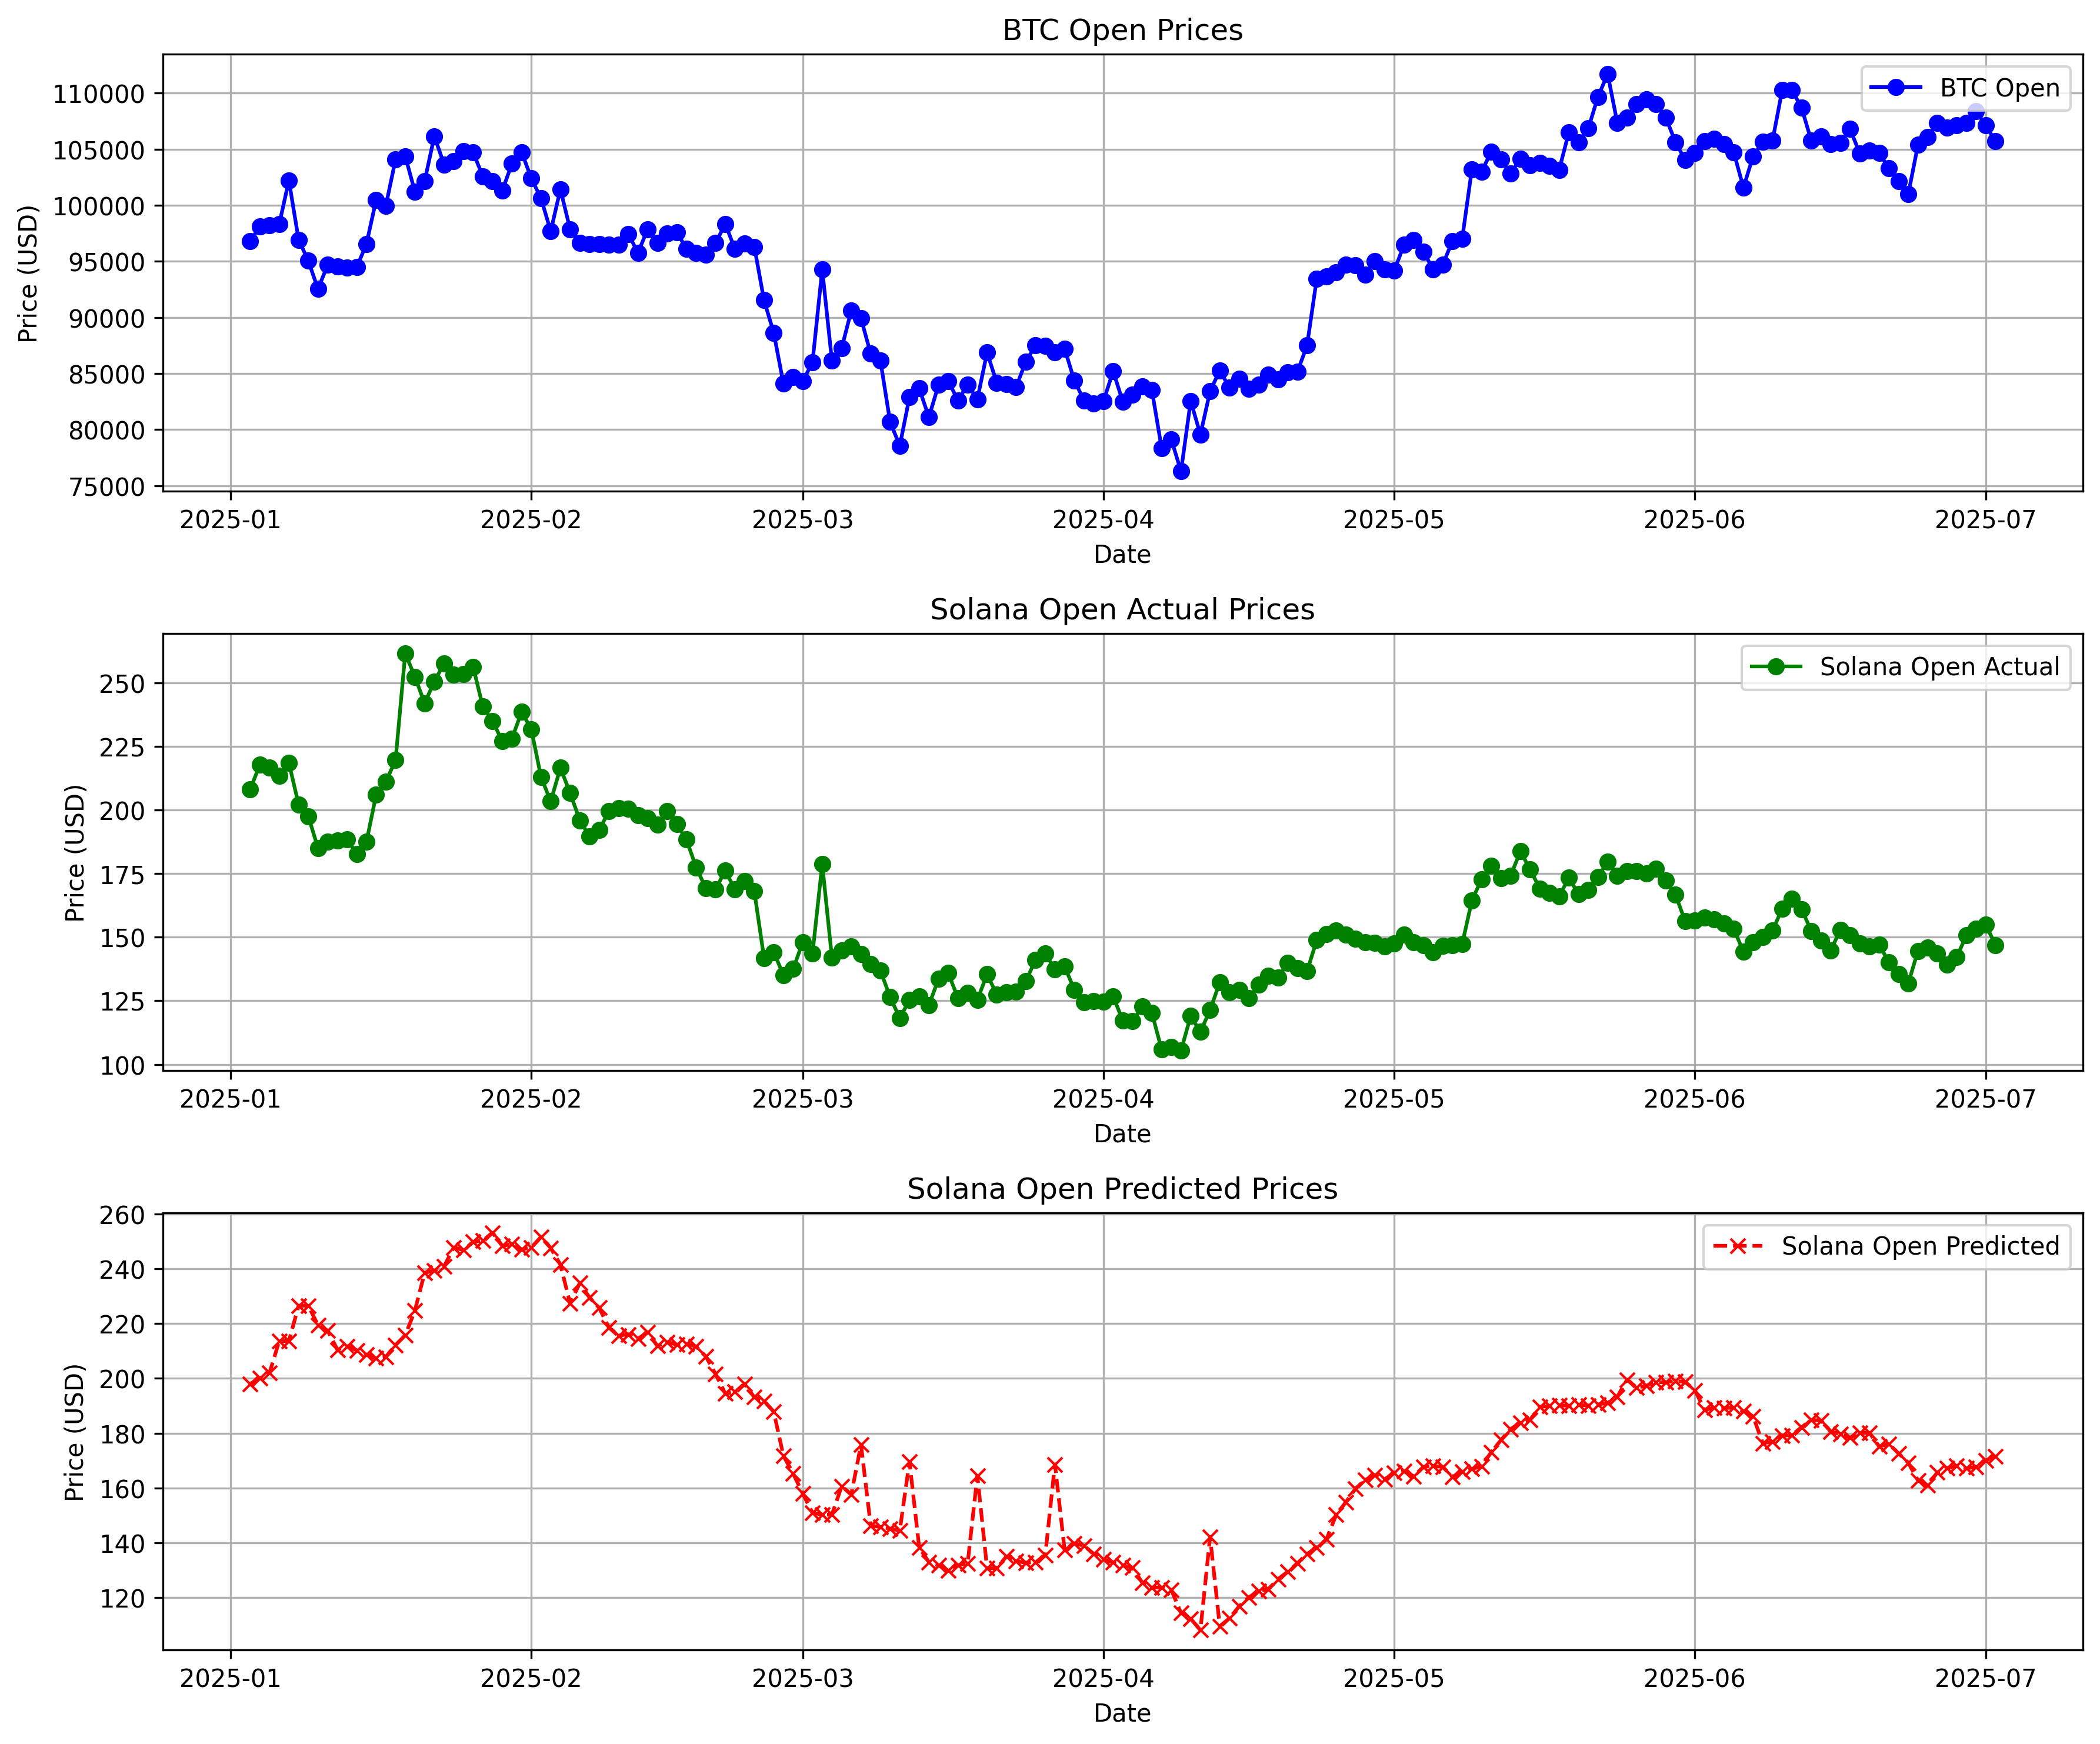 BTC Open Prices
BTC Open
110000
105000
100000
95000
90000
85000
80000
75000
Price (USD)
2025-01 2025-02 2025-03 2025-04 2025-05 2025-06 2025-07
Date
Solana Open Actual Prices
Solana Open Actual
250
225
200
175
150
125
100
Price (USD)
2025-01 2025-02 2025-03 2025-04 2025-05 2025-06 2025-07
Date
Solana Open Predicted Prices
Solana Open Predicted
260
240
220
200
180
160
140
120
Price (USD)
2025-01 2025-02 2025-03 2025-04 2025-05 2025-06 2025-07
Date